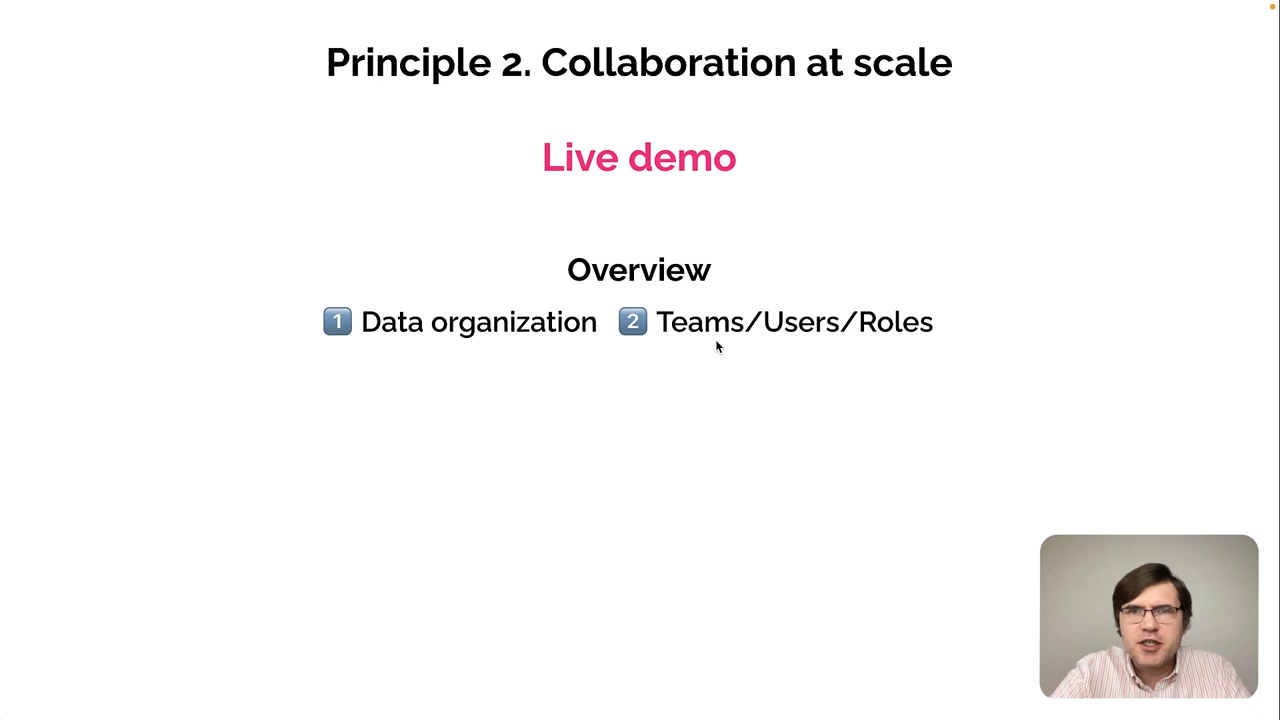 Principle 2. Collaboration at scale
Live demo
Overview
1 Data organization 2 Teams/Users/Roles